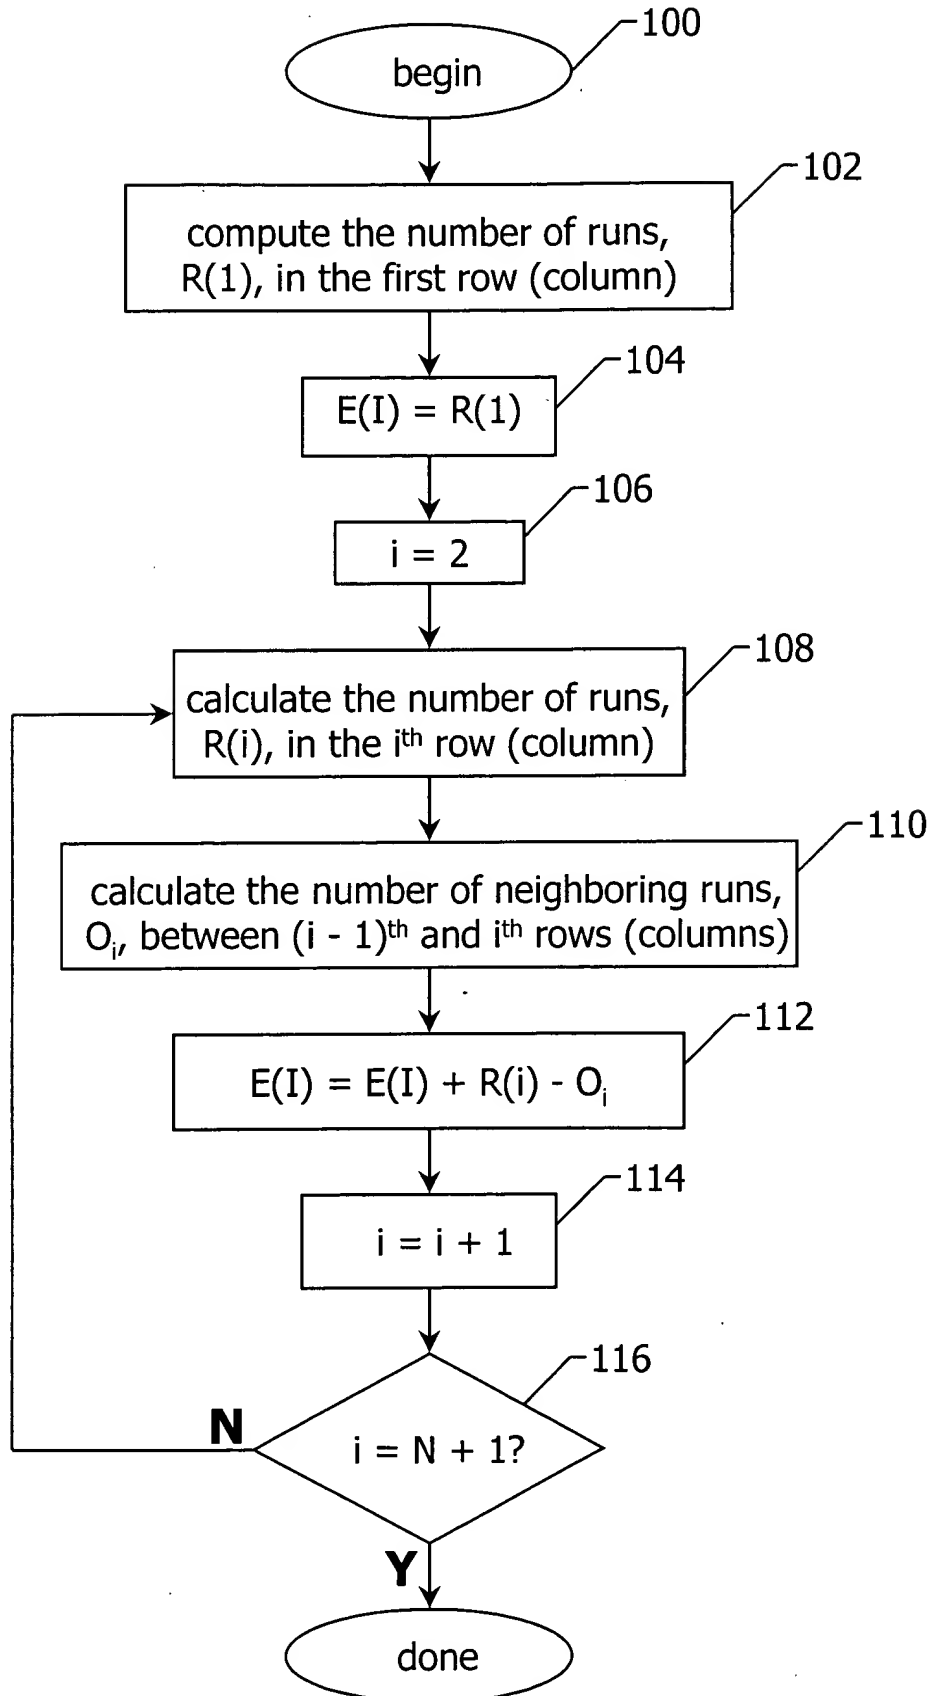 100
begin
102
compute the number of runs,
R(1), in the first row (column)
104
E(I) = R(1)
106
i = 2
108
calculate the number of runs,
R(i), in the iᵗʰ row (column)
110
calculate the number of neighboring runs,
Oᵢ, between (i - 1)ᵗʰ and iᵗʰ rows (columns)
112
E(I) = E(I) + R(i) - Oᵢ
114
i = i + 1
116
N
i = N + 1?
Y
done